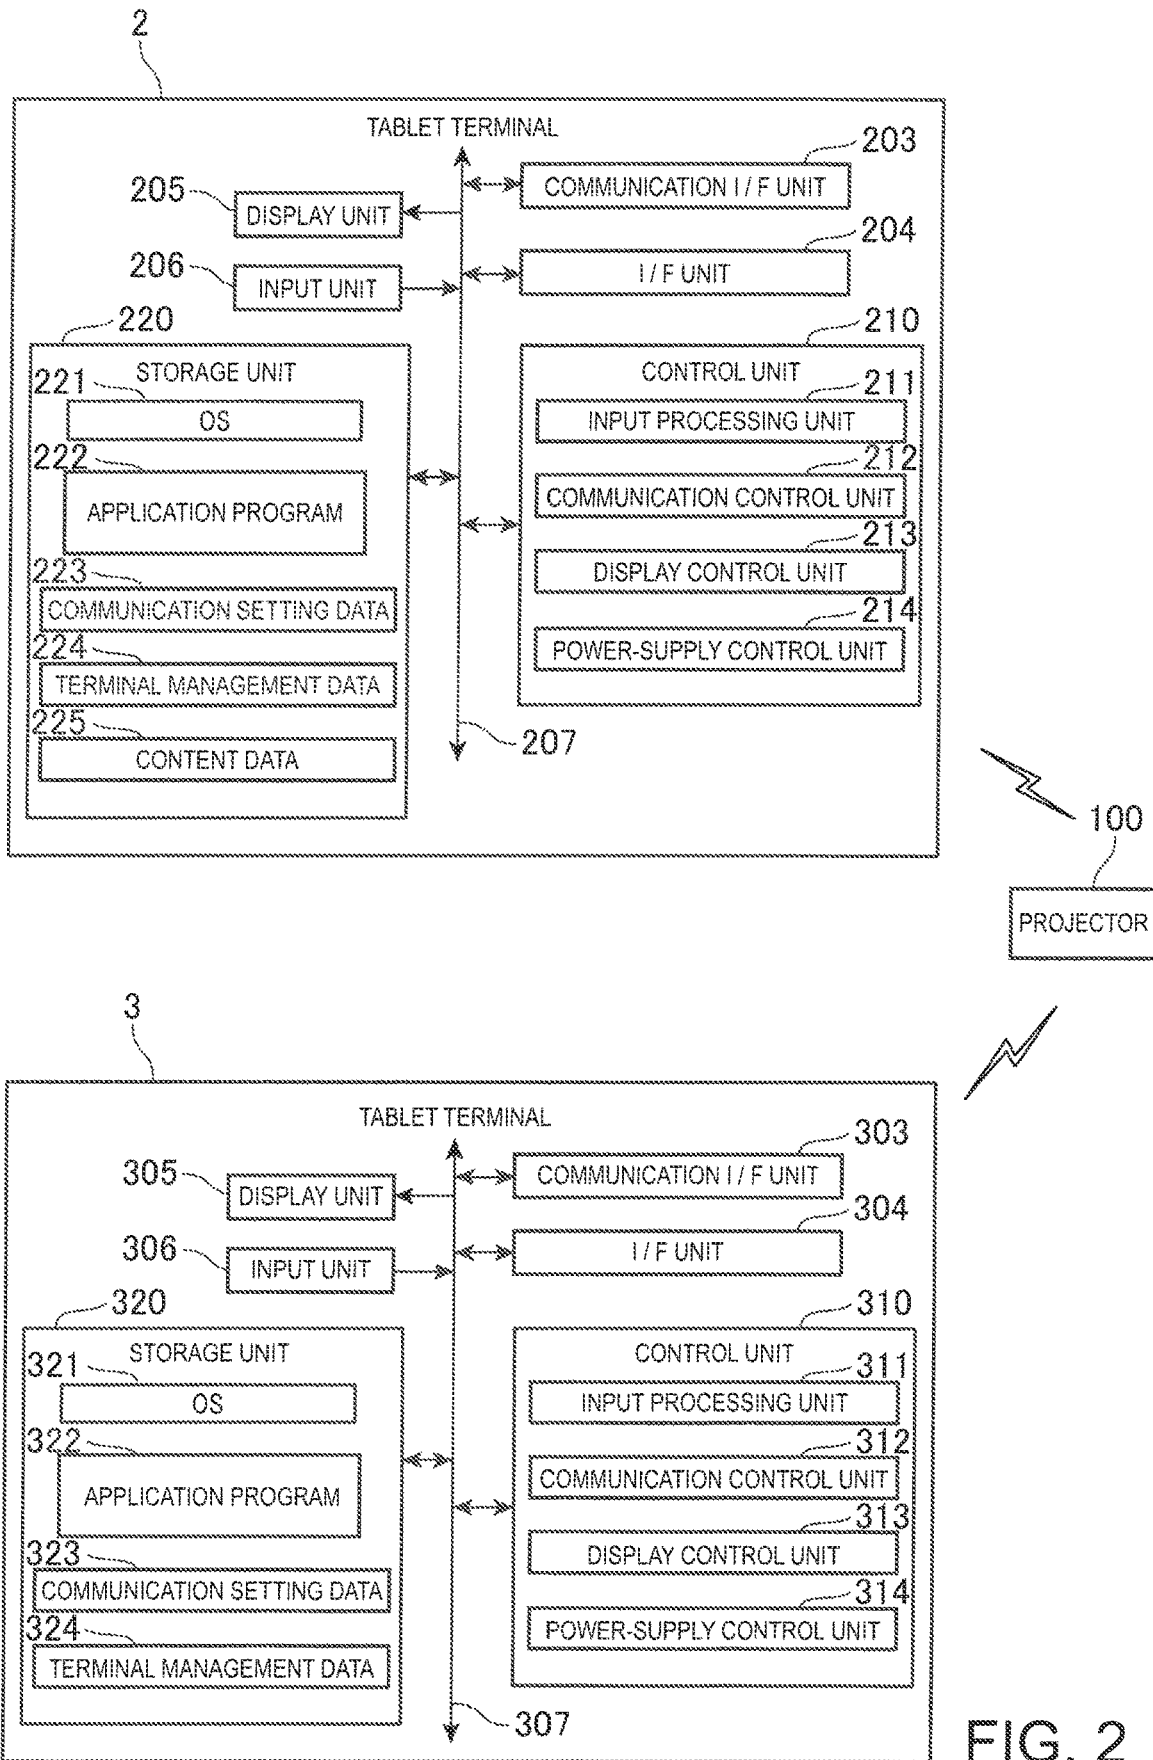 2
TABLET TERMINAL
203
COMMUNICATION I / F UNIT
205
DISPLAY UNIT
204
I / F UNIT
206
INPUT UNIT
220
STORAGE UNIT
221
OS
222
APPLICATION PROGRAM
223
COMMUNICATION SETTING DATA
224
TERMINAL MANAGEMENT DATA
225
CONTENT DATA
210
CONTROL UNIT
211
INPUT PROCESSING UNIT
212
COMMUNICATION CONTROL UNIT
213
DISPLAY CONTROL UNIT
214
POWER-SUPPLY CONTROL UNIT
207
100
PROJECTOR
3
TABLET TERMINAL
303
COMMUNICATION I / F UNIT
305
DISPLAY UNIT
304
I / F UNIT
306
INPUT UNIT
320
STORAGE UNIT
321
OS
322
APPLICATION PROGRAM
323
COMMUNICATION SETTING DATA
324
TERMINAL MANAGEMENT DATA
310
CONTROL UNIT
311
INPUT PROCESSING UNIT
312
COMMUNICATION CONTROL UNIT
313
DISPLAY CONTROL UNIT
314
POWER-SUPPLY CONTROL UNIT
307
FIG. 2